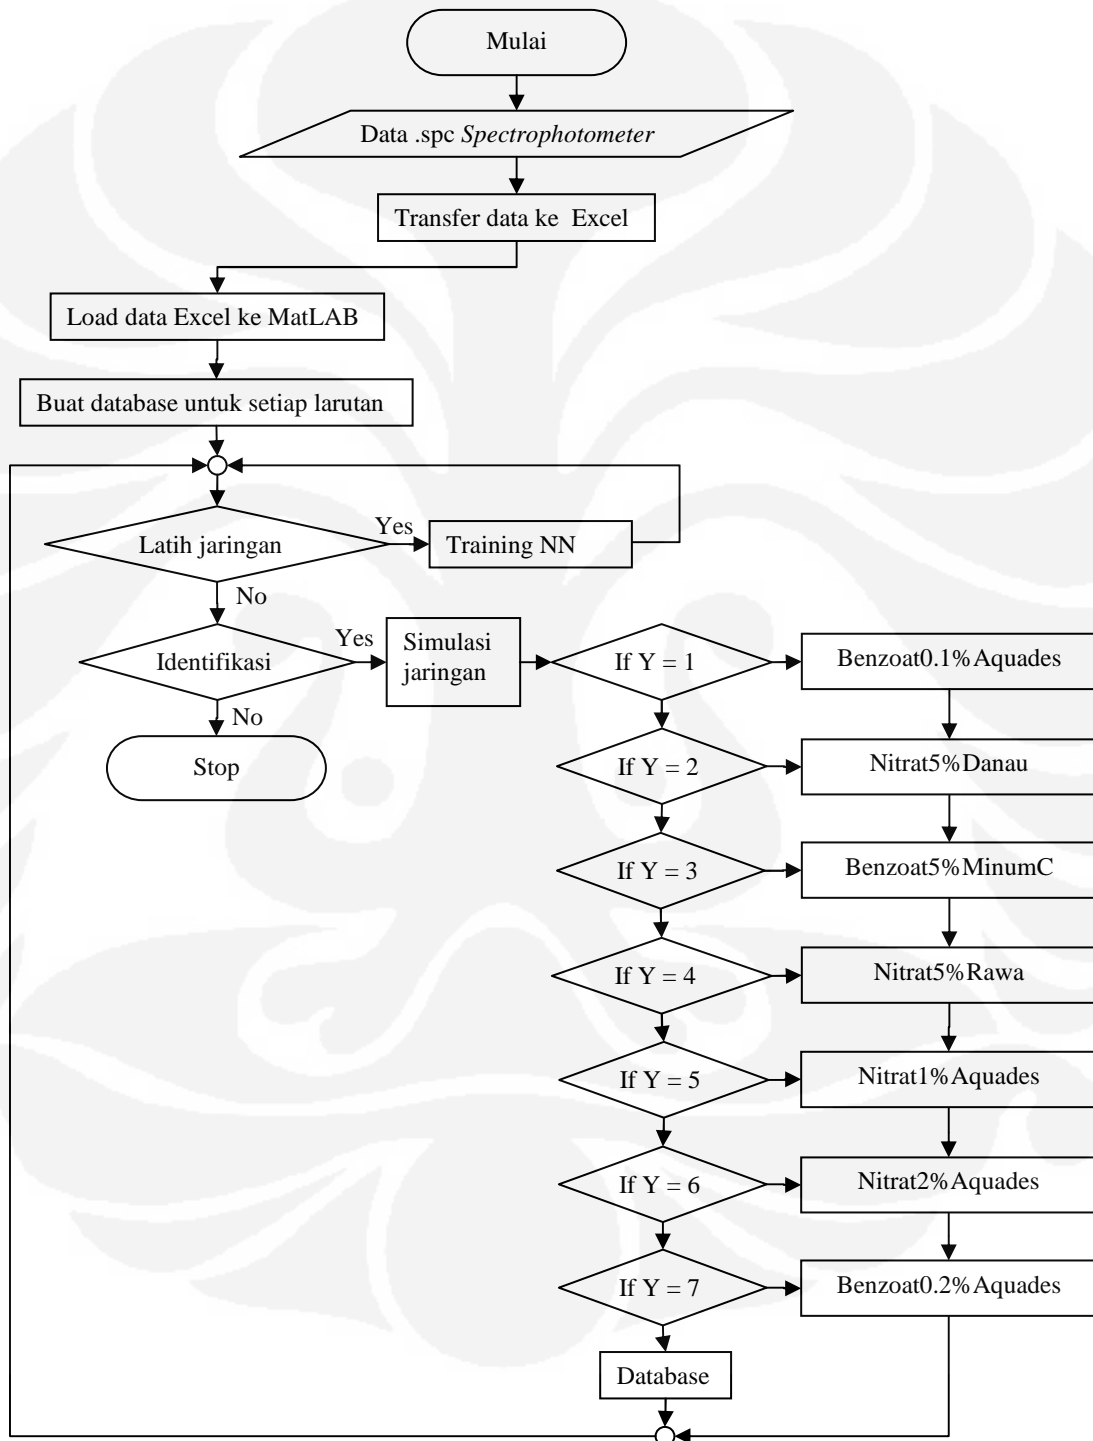 Mulai
Data .spc Spectrophotometer
Transfer data ke Excel
Load data Excel ke MatLAB
Buat database untuk setiap larutan
Latih jaringan
Yes
Training NN
No
Identifikasi
Yes
Simulasi
jaringan
No
Stop
If Y = 1
Benzoat0.1%Aquades
If Y = 2
Nitrat5%Danau
If Y = 3
Benzoat5%MinumC
If Y = 4
Nitrat5%Rawa
If Y = 5
Nitrat1%Aquades
If Y = 6
Nitrat2%Aquades
If Y = 7
Benzoat0.2%Aquades
Database